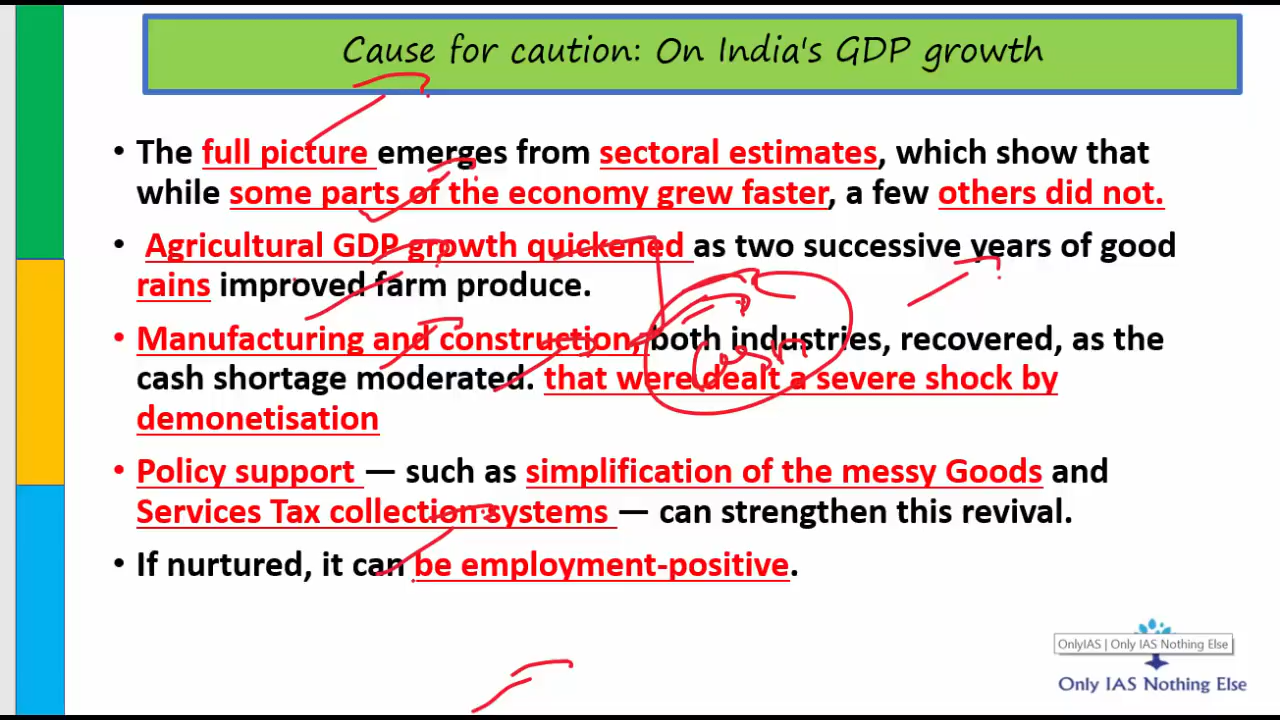 Cause for caution: On India's GDP growth
• The full picture emerges from sectoral estimates, which show that
while some parts of the economy grew faster, a few others did not.
• Agricultural GDP growth quickened as two successive years of good
rains improved farm produce.
• Manufacturing and construction, both industries, recovered, as the
cash shortage moderated. that were dealt a severe shock by
demonetisation
• Policy support — such as simplification of the messy Goods and
Services Tax collection systems — can strengthen this revival.
• If nurtured, it can be employment-positive.
OnlyIAS | Only IAS Nothing Else
Only IAS Nothing Else